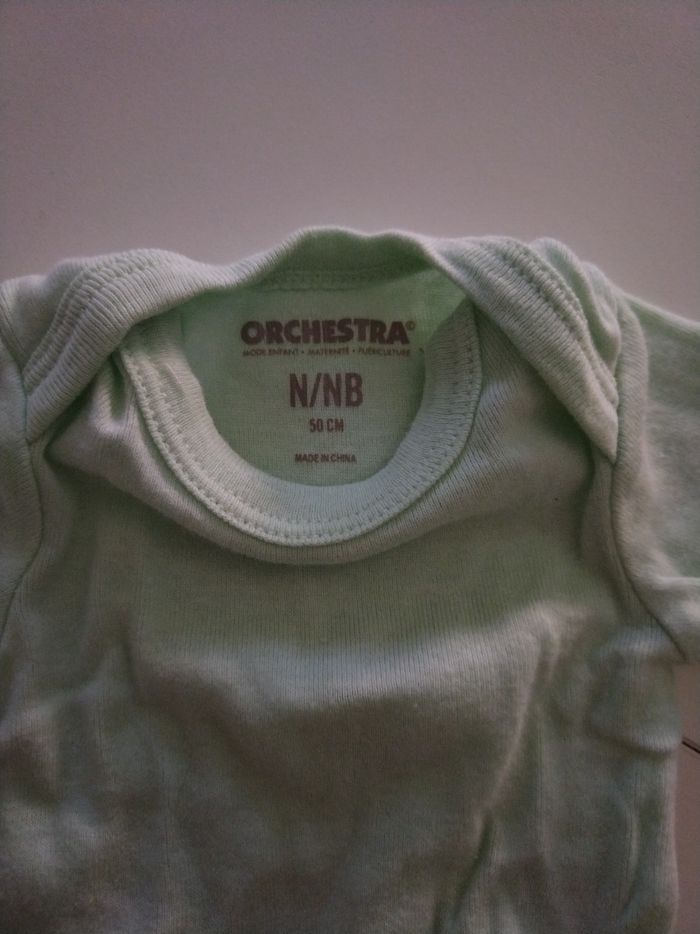 ORCHESTRA®
MODE ENFANT • MATERNITÉ • PUÉRICULTURE
N/NB
50 CM
MADE IN CHINA